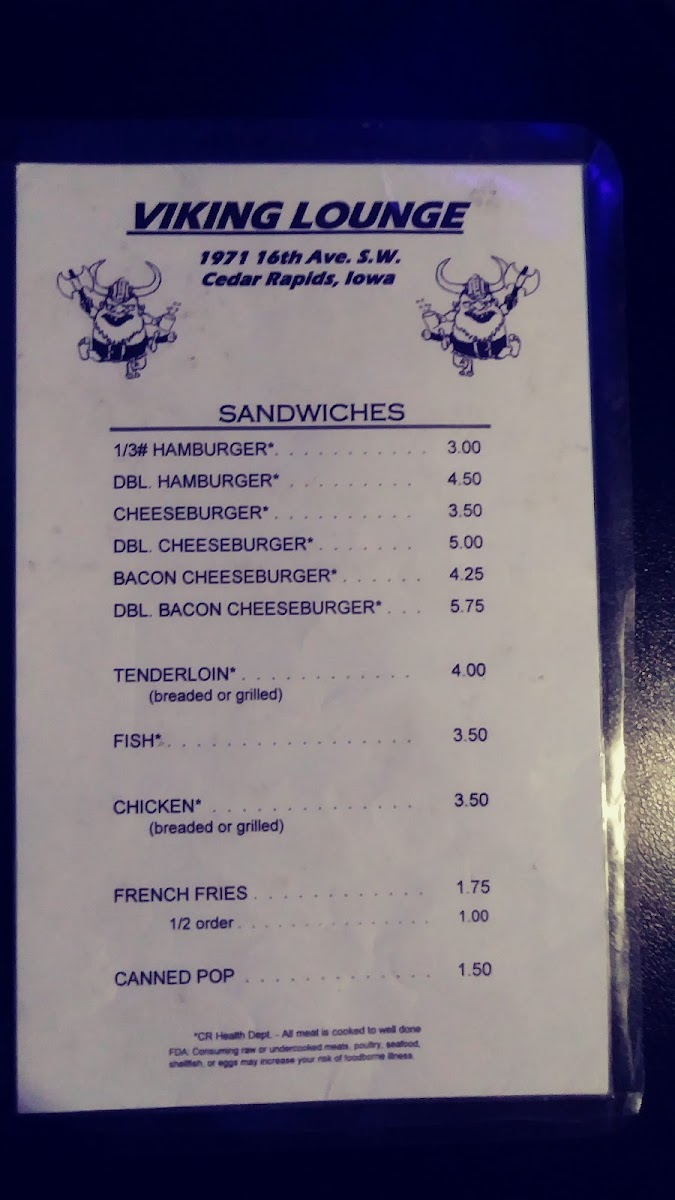 VIKING LOUNGE
1971 16th Ave. S.W.
Cedar Rapids, Iowa
SANDWICHES
1/3# HAMBURGER* . . . . . . . . . . . 3.00
DBL. HAMBURGER* . . . . . . . . . 4.50
CHEESEBURGER* . . . . . . . . . . 3.50
DBL. CHEESEBURGER* . . . . . . . 5.00
BACON CHEESEBURGER* . . . . . . 4.25
DBL. BACON CHEESEBURGER* . . . 5.75
TENDERLOIN* . . . . . . . . . . . . 4.00
(breaded or grilled)
FISH* . . . . . . . . . . . . . . . . . 3.50
CHICKEN* . . . . . . . . . . . . . . 3.50
(breaded or grilled)
FRENCH FRIES . . . . . . . . . . . . 1.75
1/2 order . . . . . . . . . . . . . 1.00
CANNED POP . . . . . . . . . . . . . 1.50
*CR Health Dept. - All meat is cooked to well done
FDA: Consuming raw or undercooked meats, poultry, seafood,
shellfish, or eggs may increase your risk of foodborne illness.